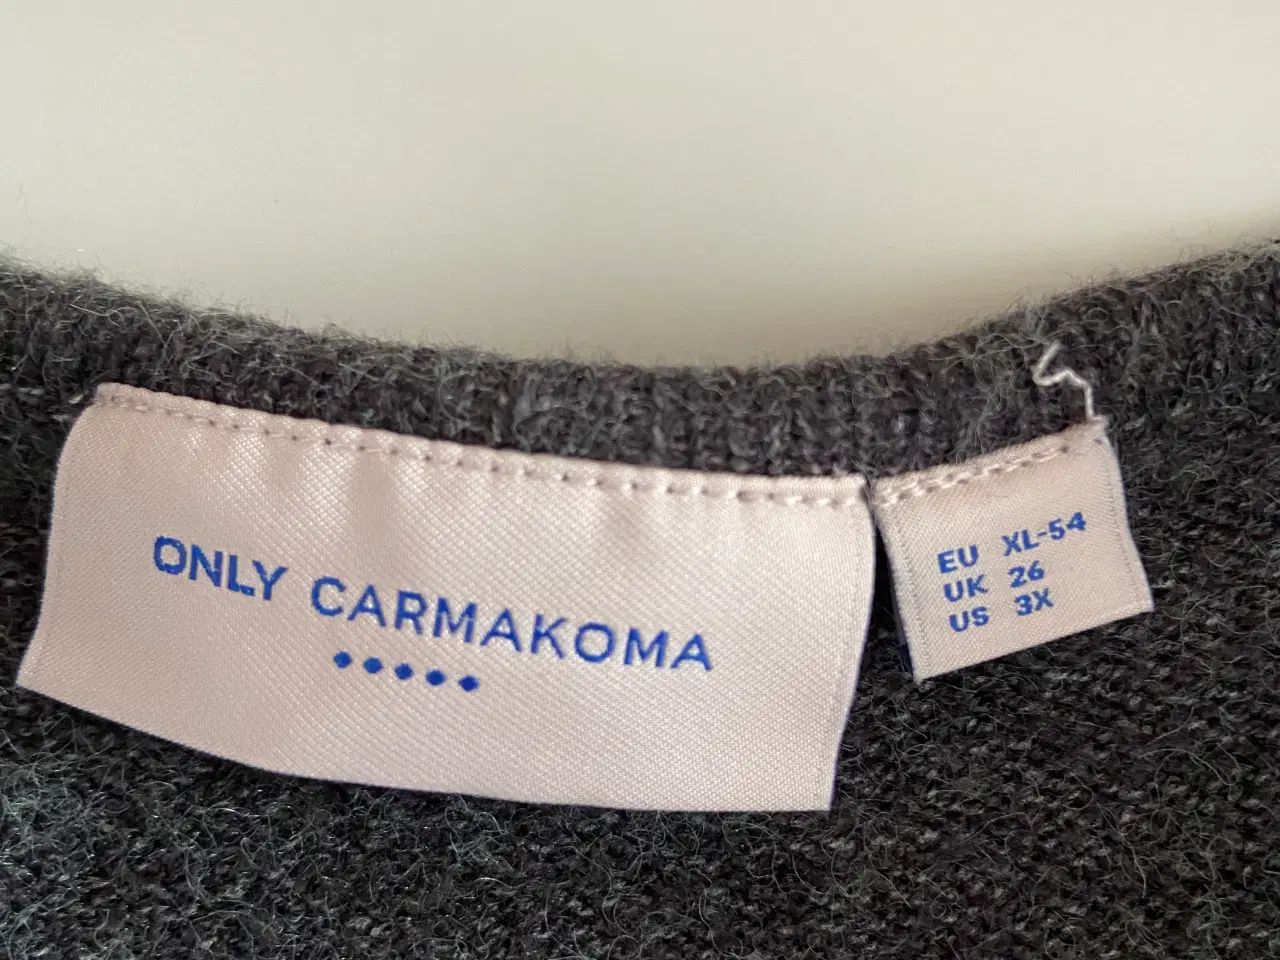 ONLY CARMAKOMA
EU XL-54
UK 26
US 3X